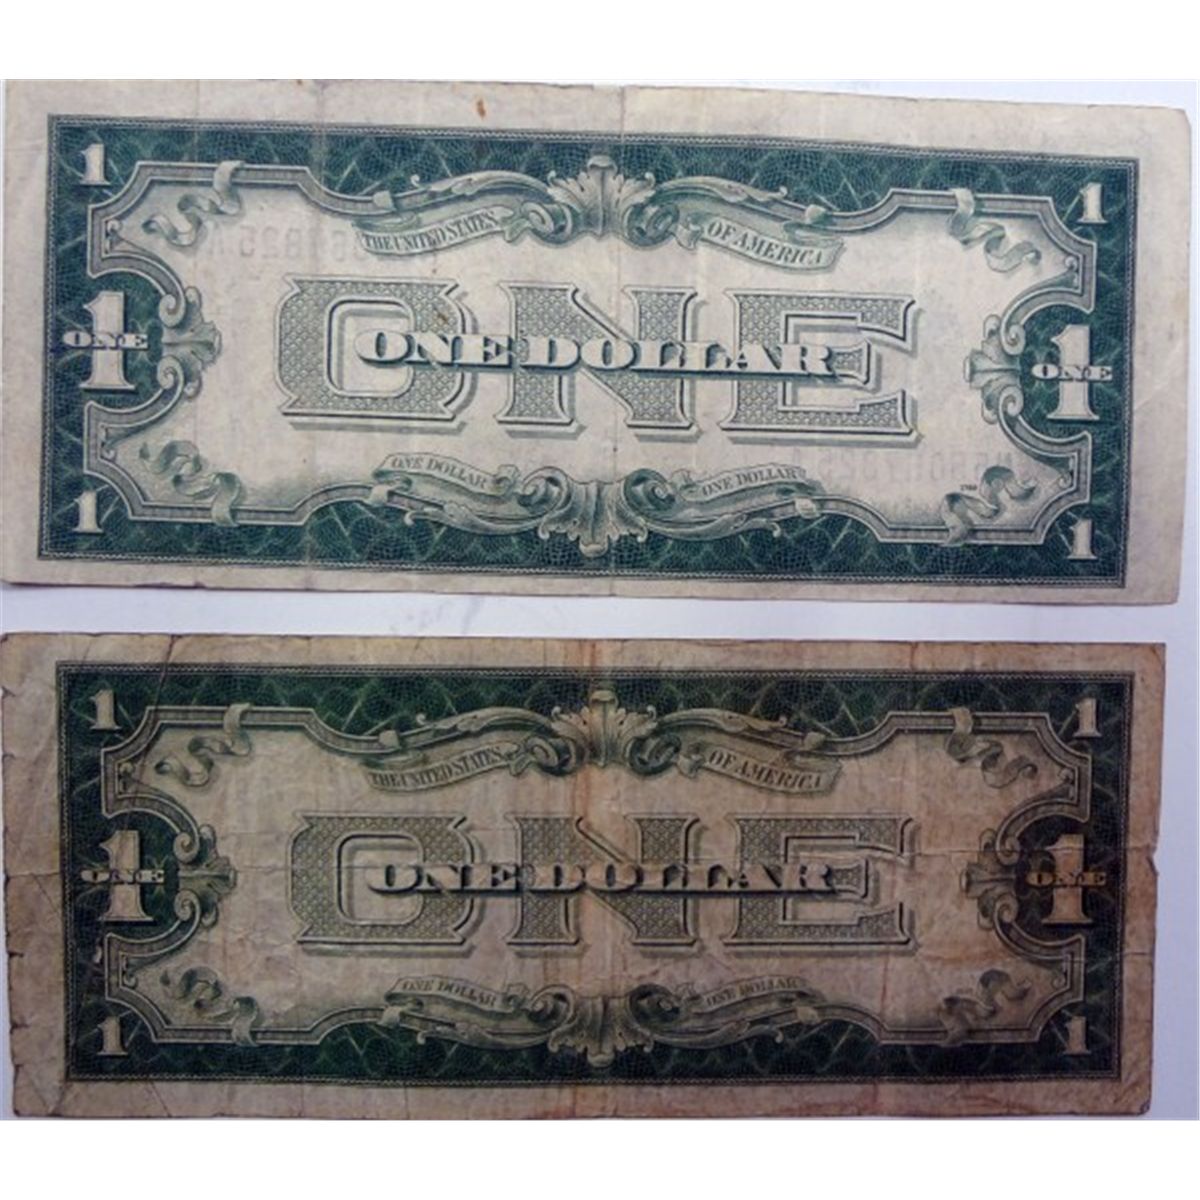 1 1
THE UNITED STATES OF AMERICA
ONE
ONE DOLLAR
1 ONE 1 ONE
ONE DOLLAR ONE DOLLAR
1 1
1 1
THE UNITED STATES OF AMERICA
ONE
ONE DOLLAR
1 ONE 1 ONE
ONE DOLLAR ONE DOLLAR
1 1